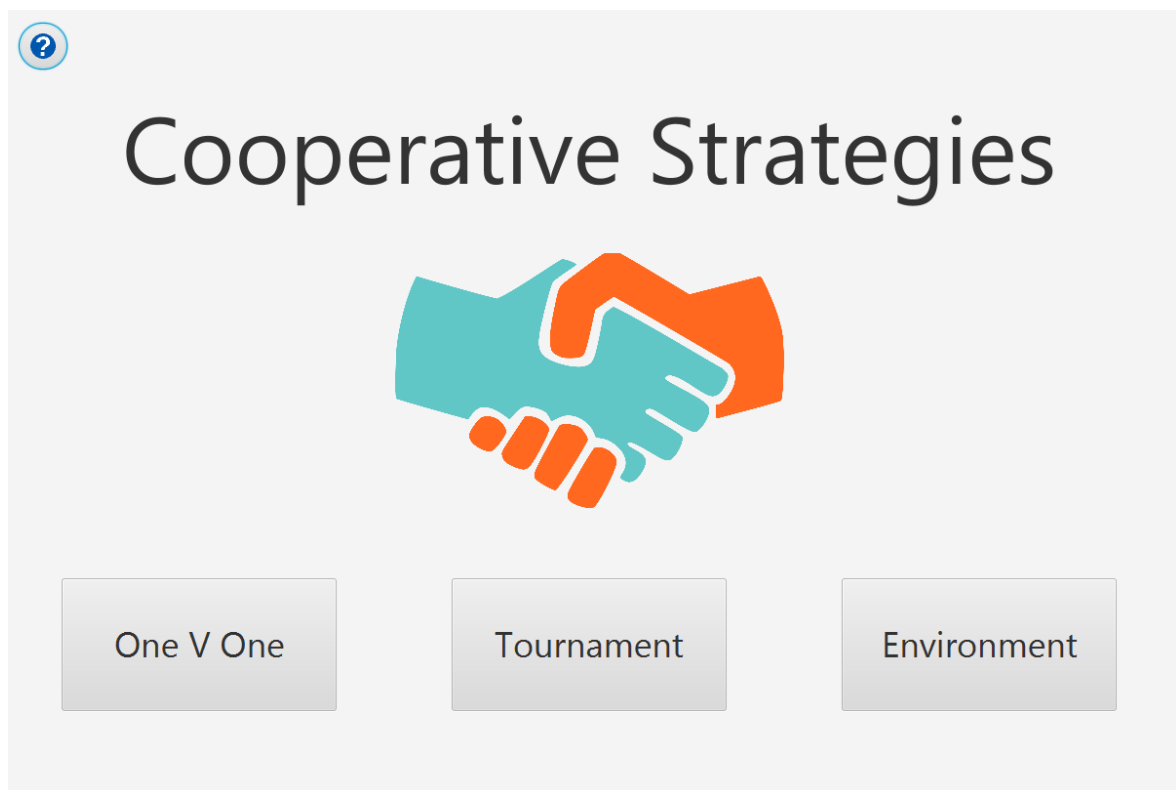 ?
Cooperative Strategies
One V One
Tournament
Environment